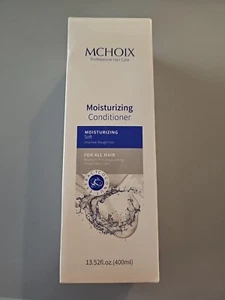 MCHOIX
Professional Hair Care
Moisturizing
Conditioner
MOISTURIZING
Soft
FOR ALL HAIR
13.52fl.oz.(400ml)